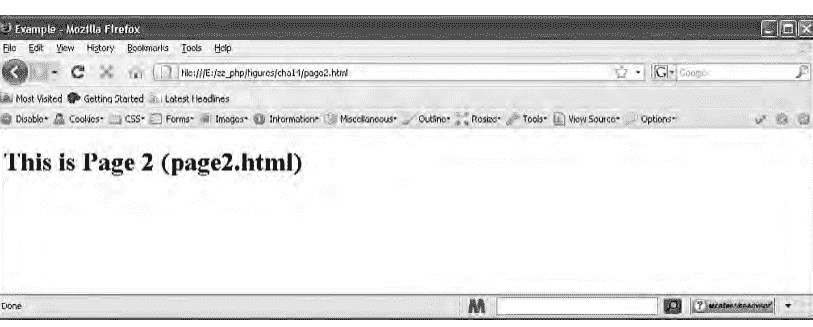 Example - Mozilla Firefox
File Edit View History Bookmarks Tools Help
file:///E:/zz_php/figures/cha14/page2.html Google
Most Visited Getting Started Latest Headlines
Disable Cookies CSS Forms Images Information Miscellaneous Outline Resize Tools View Source Options
This is Page 2 (page2.html)
Done